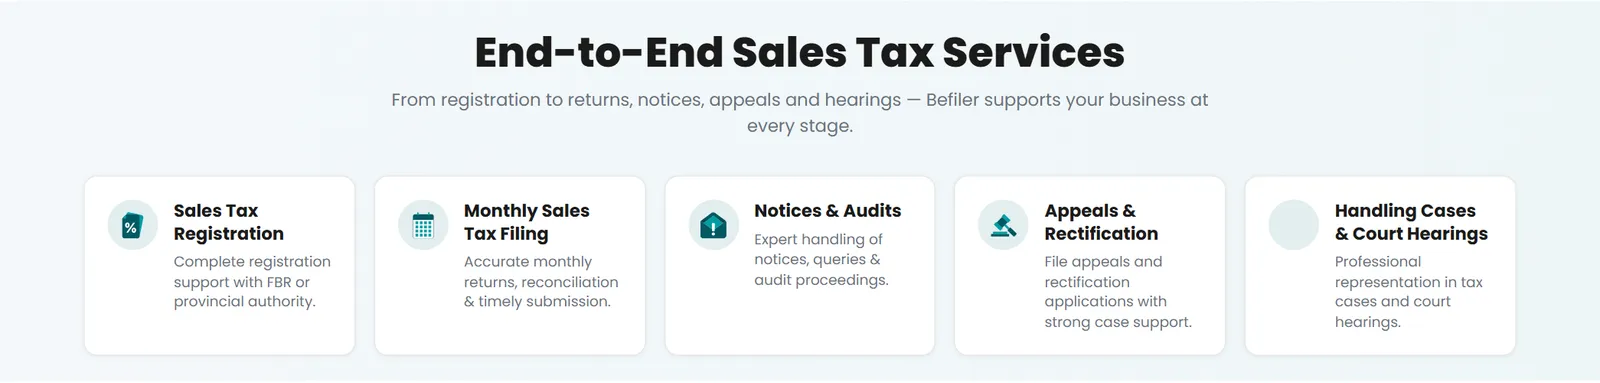 End-to-End Sales Tax Services
From registration to returns, notices, appeals and hearings — Befiler supports your business at
every stage.
%
Sales Tax
Registration
Complete registration
support with FBR or
provincial authority.
Monthly Sales
Tax Filing
Accurate monthly
returns, reconciliation
& timely submission.
!
Notices & Audits
Expert handling of
notices, queries &
audit proceedings.
Appeals &
Rectification
File appeals and
rectification
applications with
strong case support.
Handling Cases
& Court Hearings
Professional
representation in tax
cases and court
hearings.